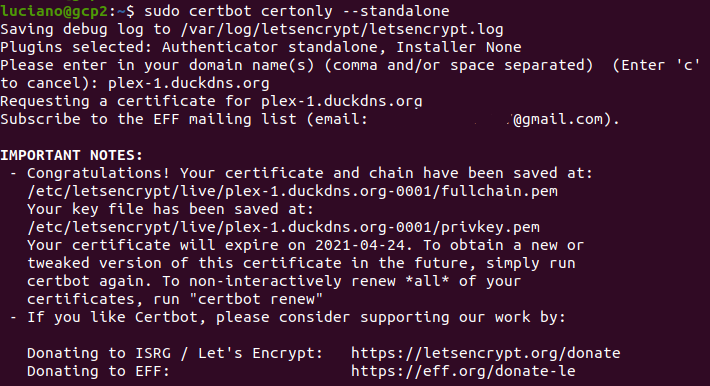 luciano@gcp2:~$ sudo certbot certonly --standalone
Saving debug log to /var/log/letsencrypt/letsencrypt.log
Plugins selected: Authenticator standalone, Installer None
Please enter in your domain name(s) (comma and/or space separated)  (Enter 'c'
to cancel): plex-1.duckdns.org
Requesting a certificate for plex-1.duckdns.org
Subscribe to the EFF mailing list (email: @gmail.com).
IMPORTANT NOTES:
- Congratulations! Your certificate and chain have been saved at:
/etc/letsencrypt/live/plex-1.duckdns.org-0001/fullchain.pem
Your key file has been saved at:
/etc/letsencrypt/live/plex-1.duckdns.org-0001/privkey.pem
Your certificate will expire on 2021-04-24. To obtain a new or
tweaked version of this certificate in the future, simply run
certbot again. To non-interactively renew *all* of your
certificates, run "certbot renew"
- If you like Certbot, please consider supporting our work by:
Donating to ISRG / Let's Encrypt:   https://letsencrypt.org/donate
Donating to EFF:                    https://eff.org/donate-le